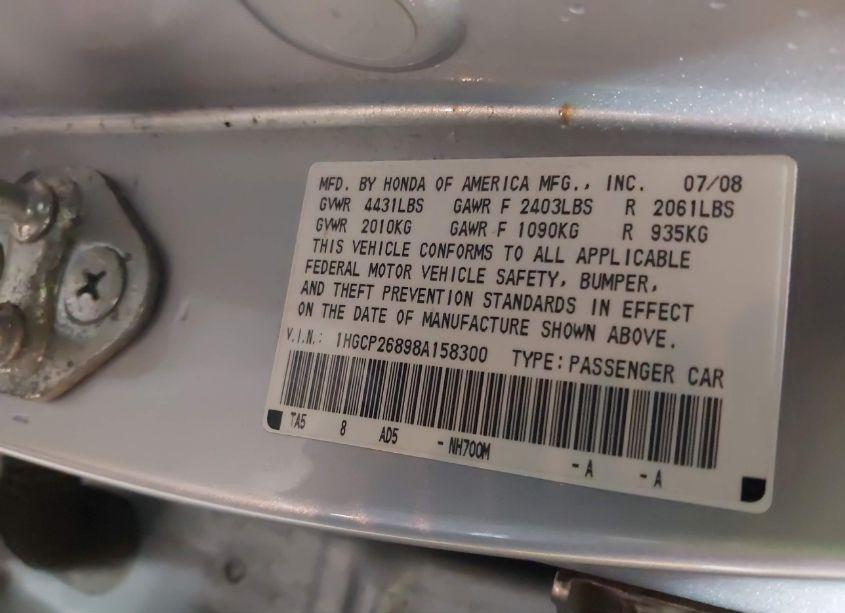 MFD. BY HONDA OF AMERICA MFG., INC. 07/08
GVWR 4431LBS GAWR F 2403LBS R 2061LBS
GVWR 2010KG GAWR F 1090KG R 935KG
THIS VEHICLE CONFORMS TO ALL APPLICABLE
FEDERAL MOTOR VEHICLE SAFETY, BUMPER,
AND THEFT PREVENTION STANDARDS IN EFFECT
ON THE DATE OF MANUFACTURE SHOWN ABOVE.
V.I.N.: 1HGCP26898A158300 TYPE: PASSENGER CAR
TA5 8 AD5 - NH700M - A - A